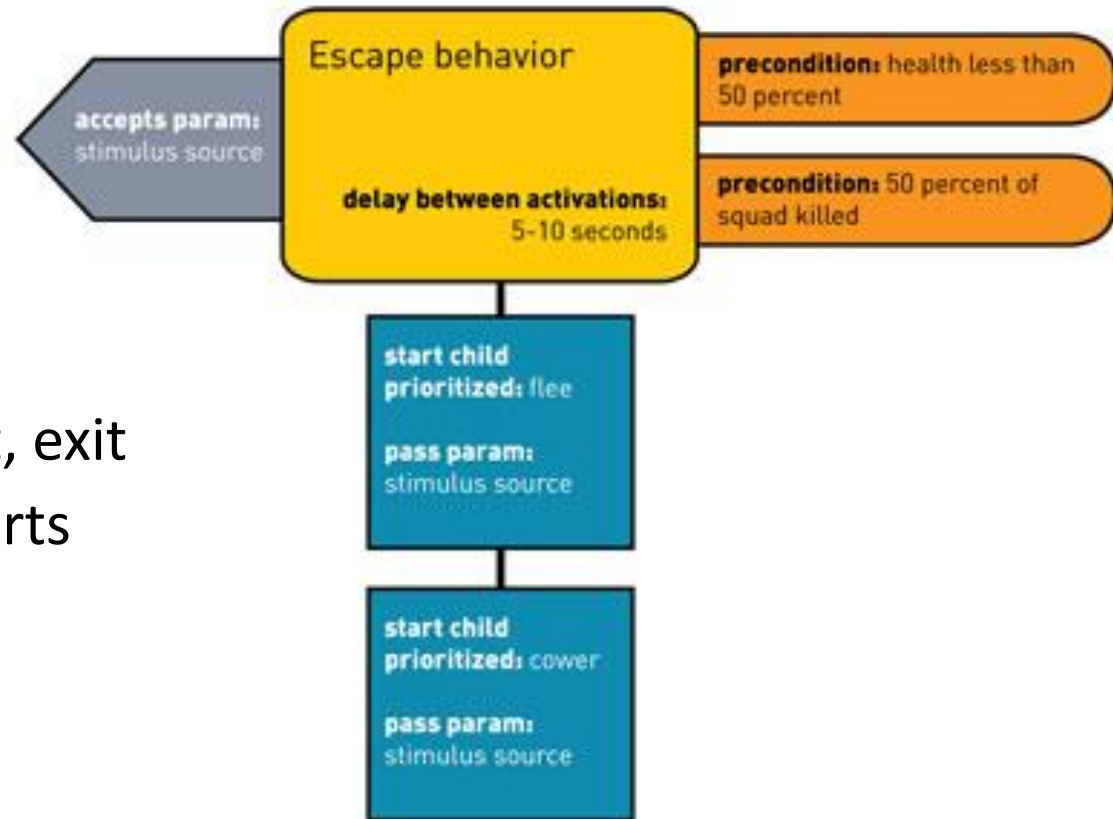 accepts param:
stimulus source
Escape behavior
delay between activations:
5-10 seconds
precondition: health less than
50 percent
precondition: 50 percent of
squad killed
start child
prioritized: flee
pass param:
stimulus source
, exit
rts
start child
prioritized: cower
pass param:
stimulus source